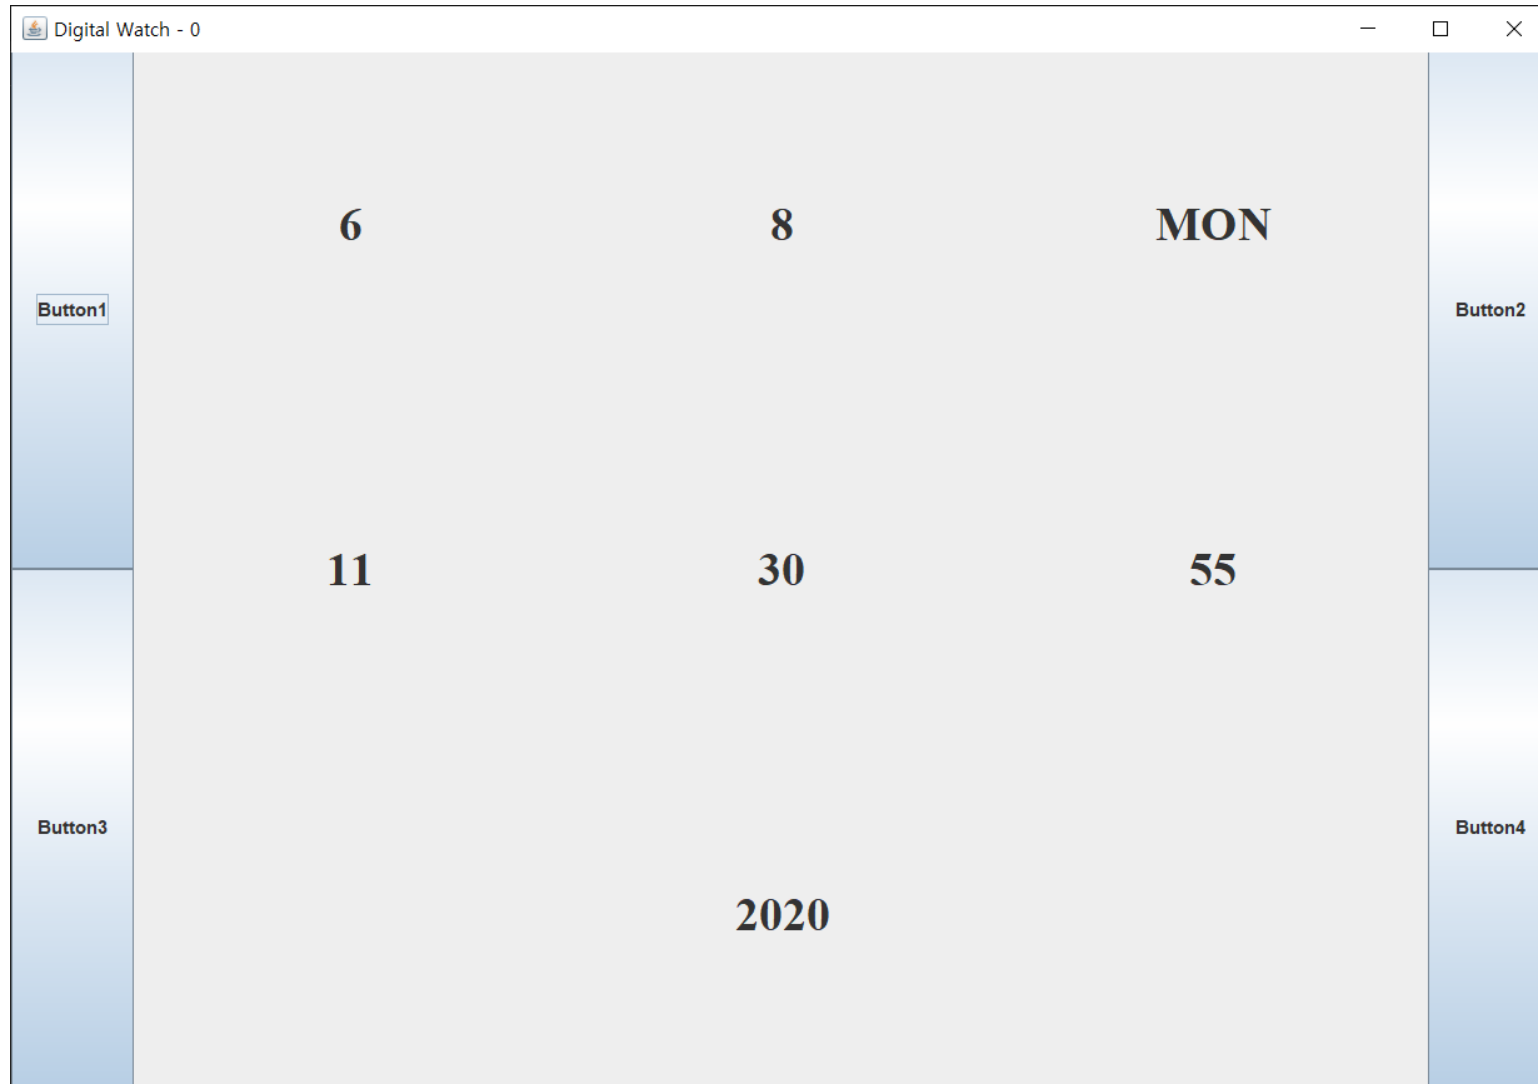 Digital Watch - 0
6 8 MON
Button1 Button2
11 30 55
Button3 Button4
2020